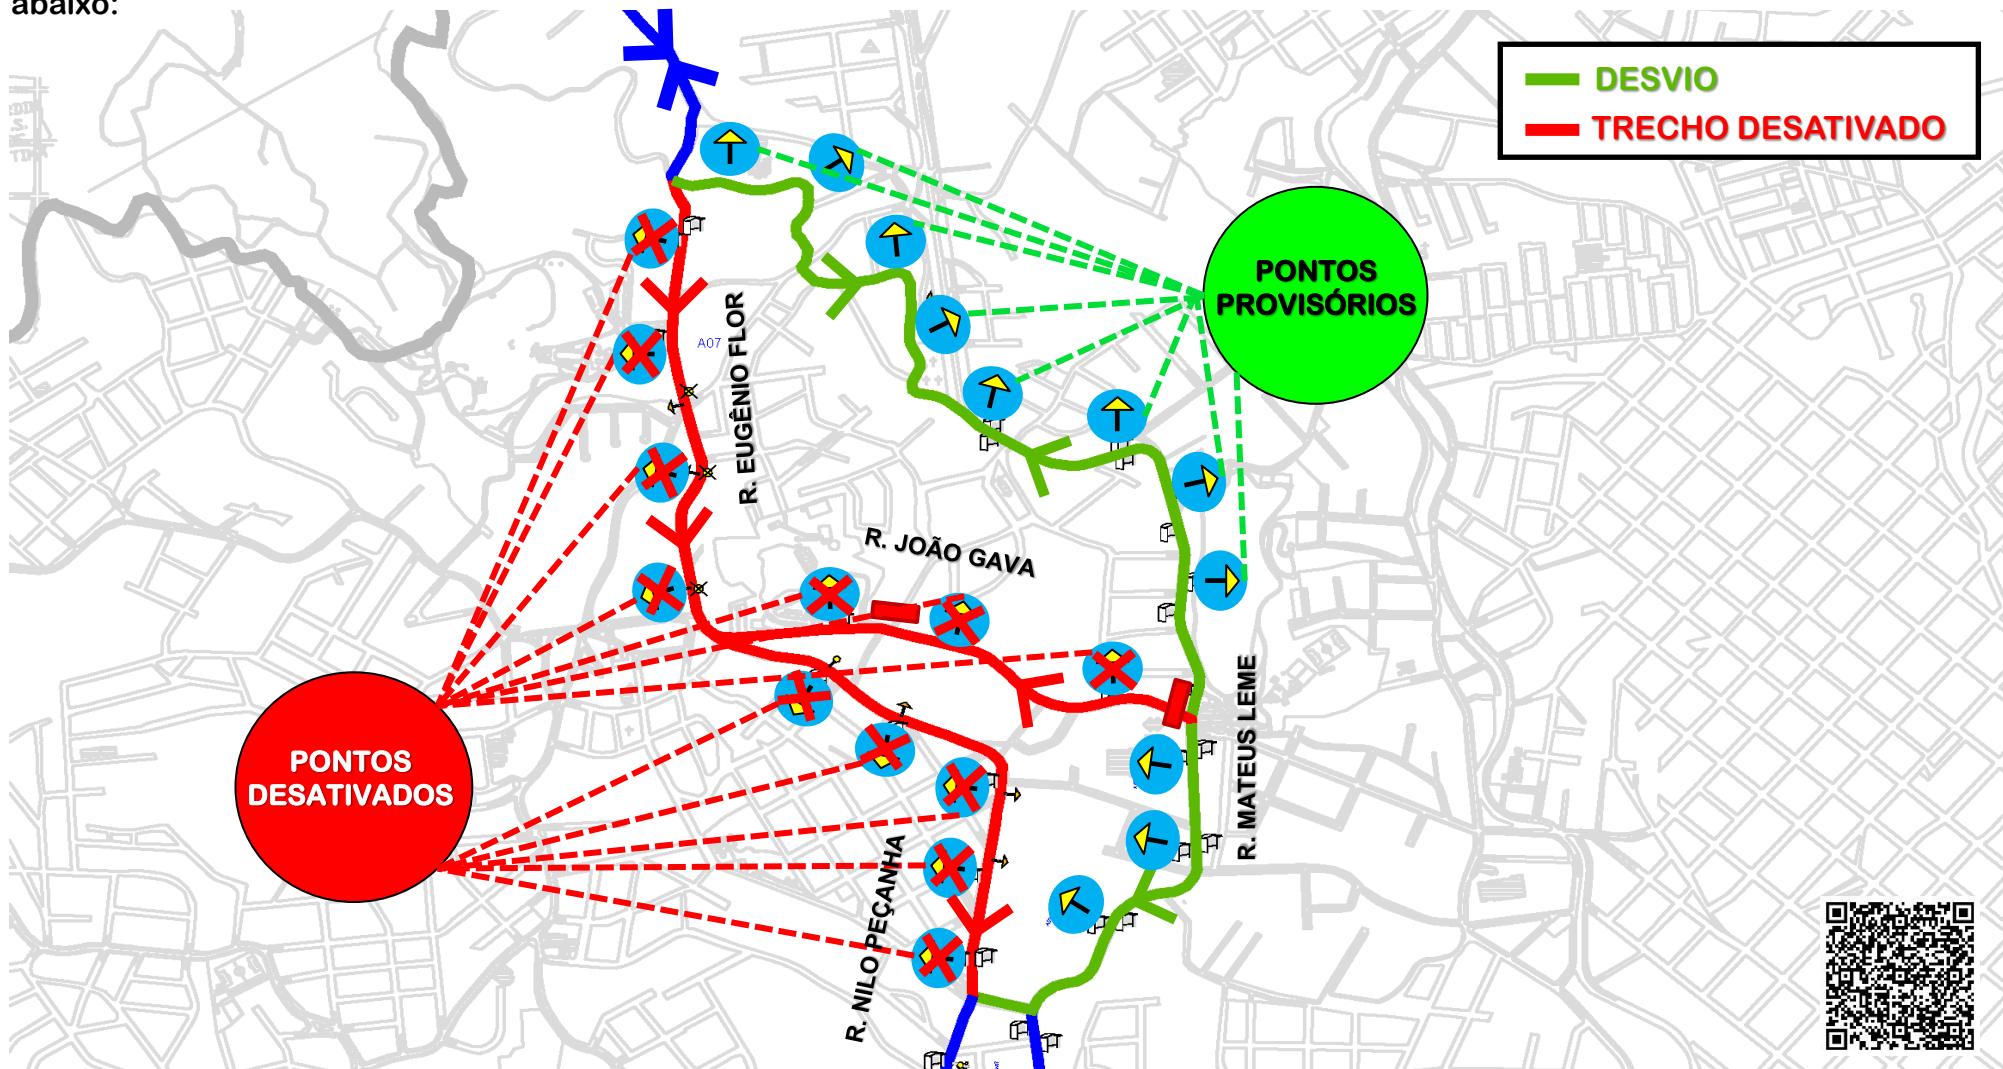 abaixo:
DESVIO
TRECHO DESATIVADO
PONTOS
PROVISÓRIOS
A07
R. EUGÊNIO FLOR
R. JOÃO GAVA
R. MATEUS LEME
PONTOS
DESATIVADOS
R. NILO PEÇANHA